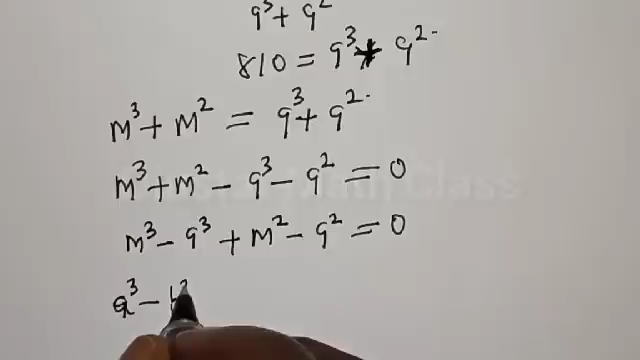 9³ + 9²
810 = 9³ + 9²
m³ + m² = 9³ + 9²
m³ + m² - 9³ - 9² = 0
m³ - 9³ + m² - 9² = 0
a³ -